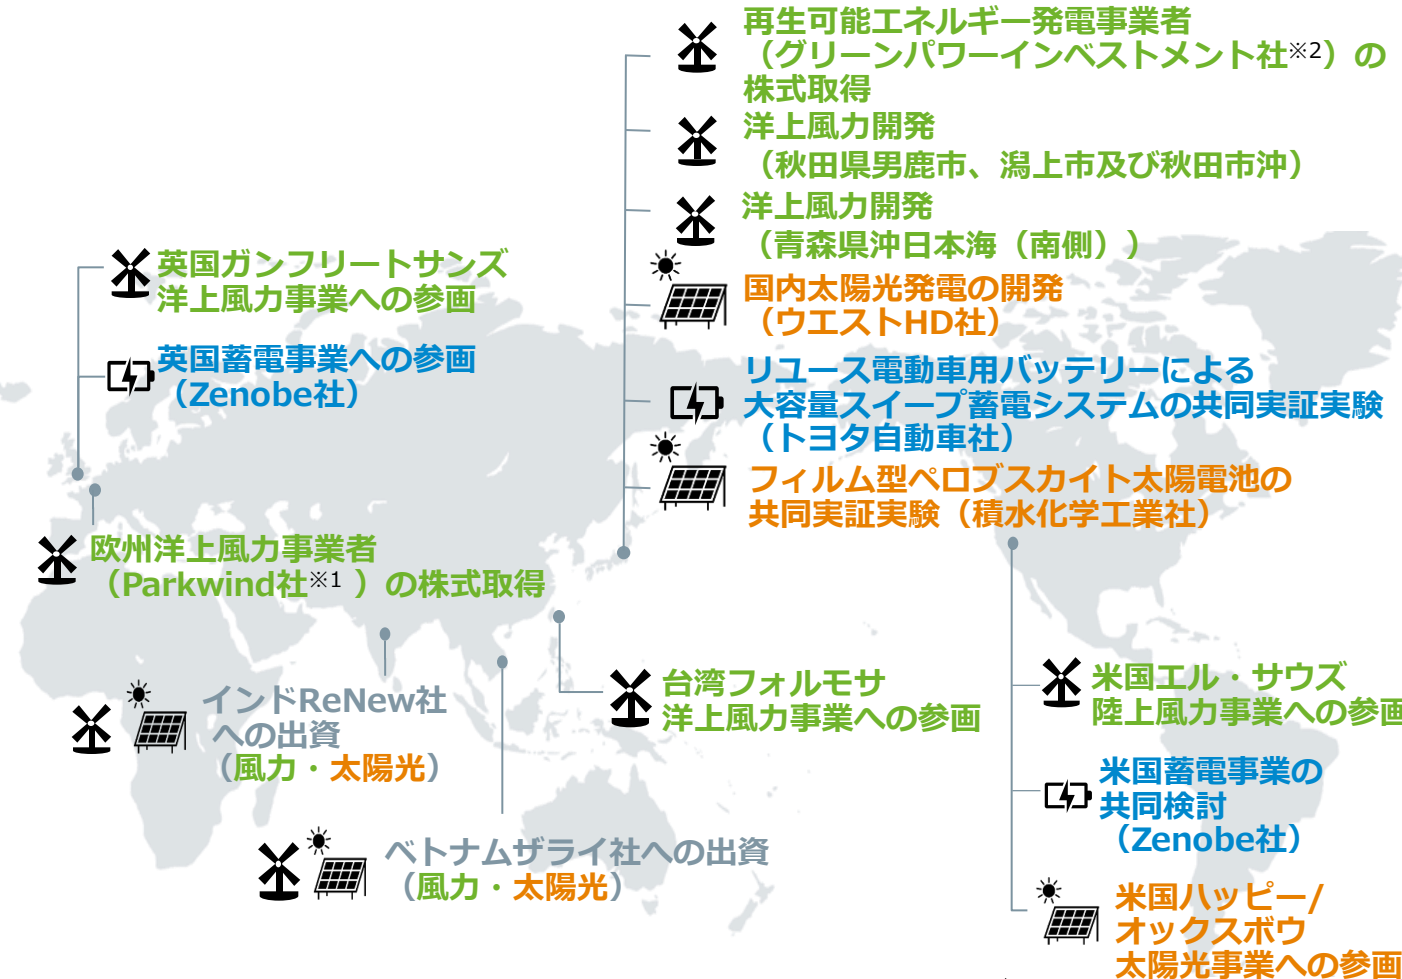 再生可能エネルギー発電事業者
（グリーンパワーインベストメント社※2）の
株式取得
洋上風力開発
（秋田県男鹿市、潟上市及び秋田市沖）
洋上風力開発
（青森県沖日本海（南側））
国内太陽光発電の開発
（ウエストHD社）
リユース電動車用バッテリーによる
大容量スイープ蓄電システムの共同実証実験
（トヨタ自動車社）
フィルム型ペロブスカイト太陽電池の
共同実証実験（積水化学工業社）
英国ガンフリートサンズ
洋上風力事業への参画
英国蓄電事業への参画
（Zenobe社）
欧州洋上風力事業者
（Parkwind社※1 ）の株式取得
インドReNew社
への出資
（風力・太陽光）
ベトナムザライ社への出資
（風力・太陽光）
台湾フォルモサ
洋上風力事業への参画
米国エル・サウズ
陸上風力事業への参画
米国蓄電事業の
共同検討
（Zenobe社）
米国ハッピー/
オックスボウ
太陽光事業への参画